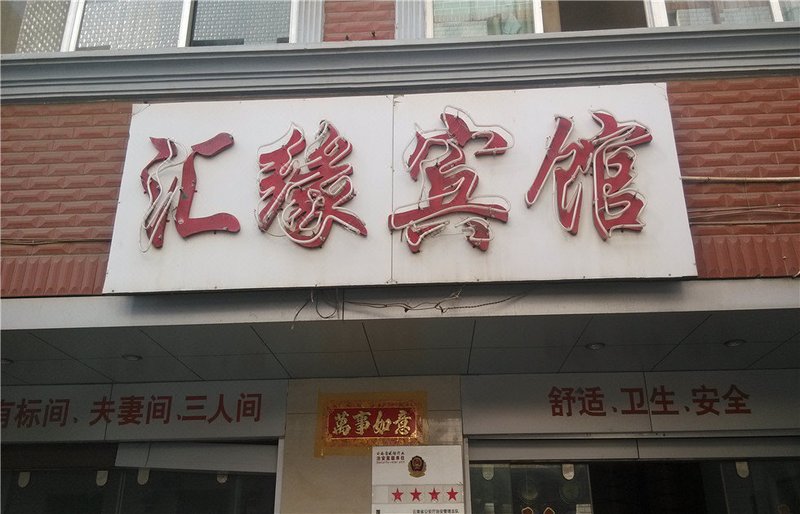 汇缘宾馆
有标间、夫妻间、三人间
舒适、卫生、安全
萬事如意